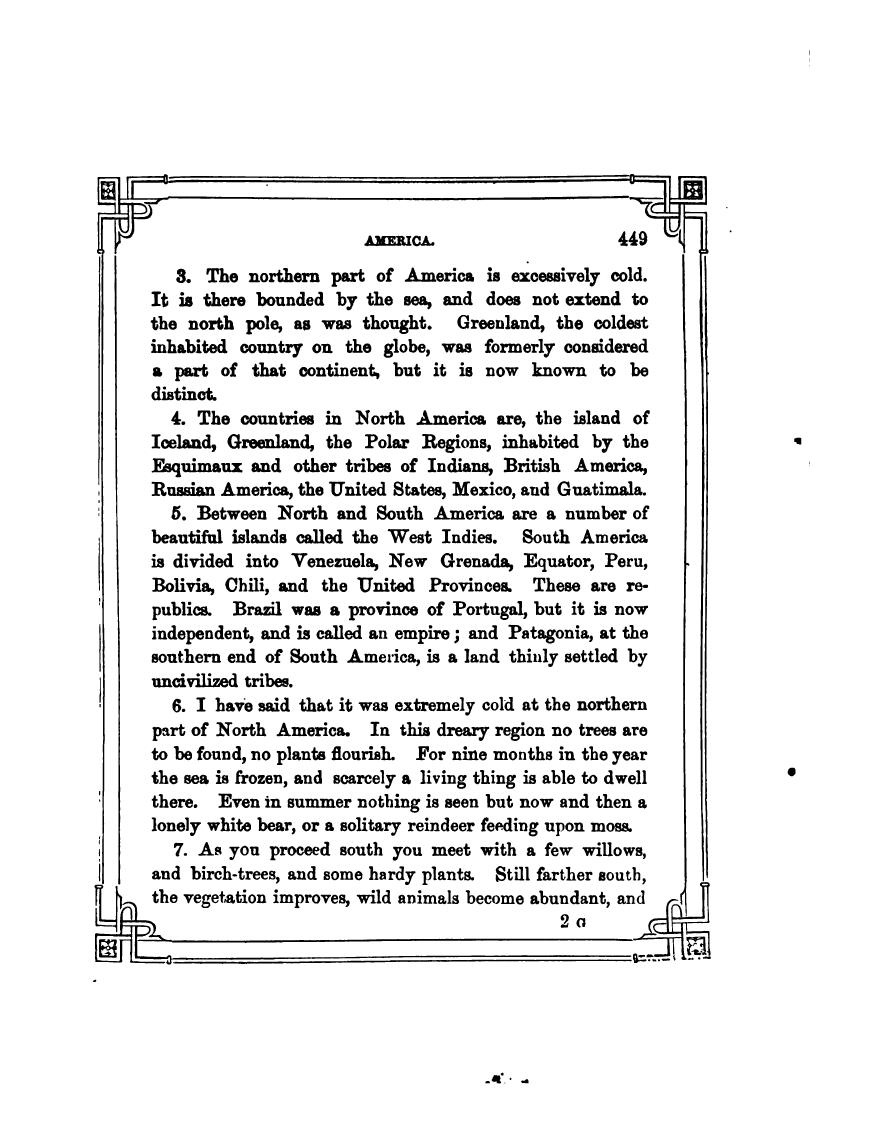 AMERICA. 449
3. The northern part of America is excessively cold.
It is there bounded by the sea, and does not extend to
the north pole, as was thought. Greenland, the coldest
inhabited country on the globe, was formerly considered
a part of that continent, but it is now known to be
distinct.
4. The countries in North America are, the island of
Iceland, Greenland, the Polar Regions, inhabited by the
Esquimaux and other tribes of Indians, British America,
Russian America, the United States, Mexico, and Guatimala.
5. Between North and South America are a number of
beautiful islands called the West Indies. South America
is divided into Venezuela, New Grenada, Equator, Peru,
Bolivia, Chili, and the United Provinces. These are re-
publics. Brazil was a province of Portugal, but it is now
independent, and is called an empire; and Patagonia, at the
southern end of South America, is a land thinly settled by
uncivilized tribes.
6. I have said that it was extremely cold at the northern
part of North America. In this dreary region no trees are
to be found, no plants flourish. For nine months in the year
the sea is frozen, and scarcely a living thing is able to dwell
there. Even in summer nothing is seen but now and then a
lonely white bear, or a solitary reindeer feeding upon moss.
7. As you proceed south you meet with a few willows,
and birch-trees, and some hardy plants. Still farther south,
the vegetation improves, wild animals become abundant, and
2 G